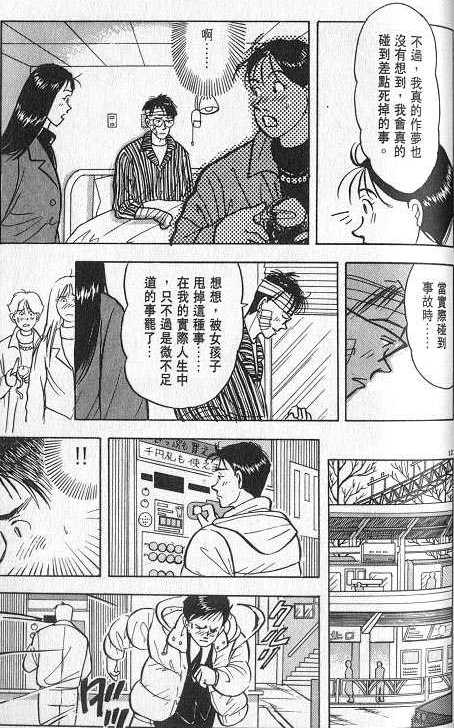 不過，我真的作夢也
沒有想到，我會真的
碰到差點死掉的事。
啊
……
當實際碰到
事故時……
想想，被女孩子
甩掉這種事……
在我的實際人生中
，只不過是微不足
道的事罷了……
千円札も使え
!!